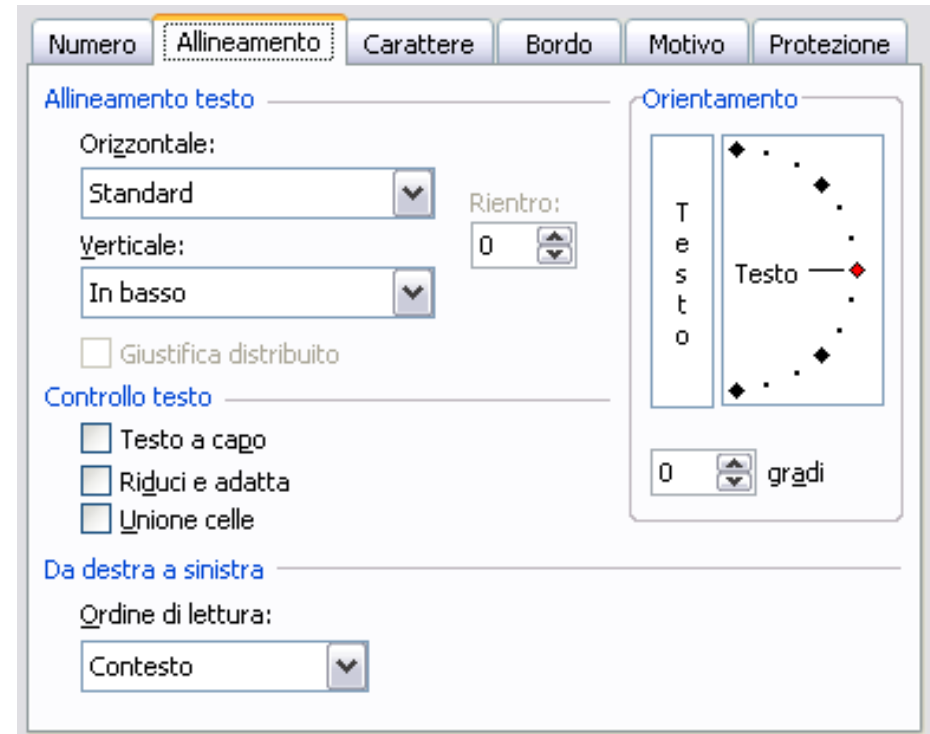 Numero Allineamento Carattere Bordo Motivo Protezione
Allineamento testo
Orizzontale:
Standard
Rientro:
Verticale:
0
In basso
Giustifica distribuito
Controllo testo
Testo a capo
Riduci e adatta
Unione celle
Orientamento
T
e
s
t
o
Testo
0 gradi
Da destra a sinistra
Ordine di lettura:
Contesto